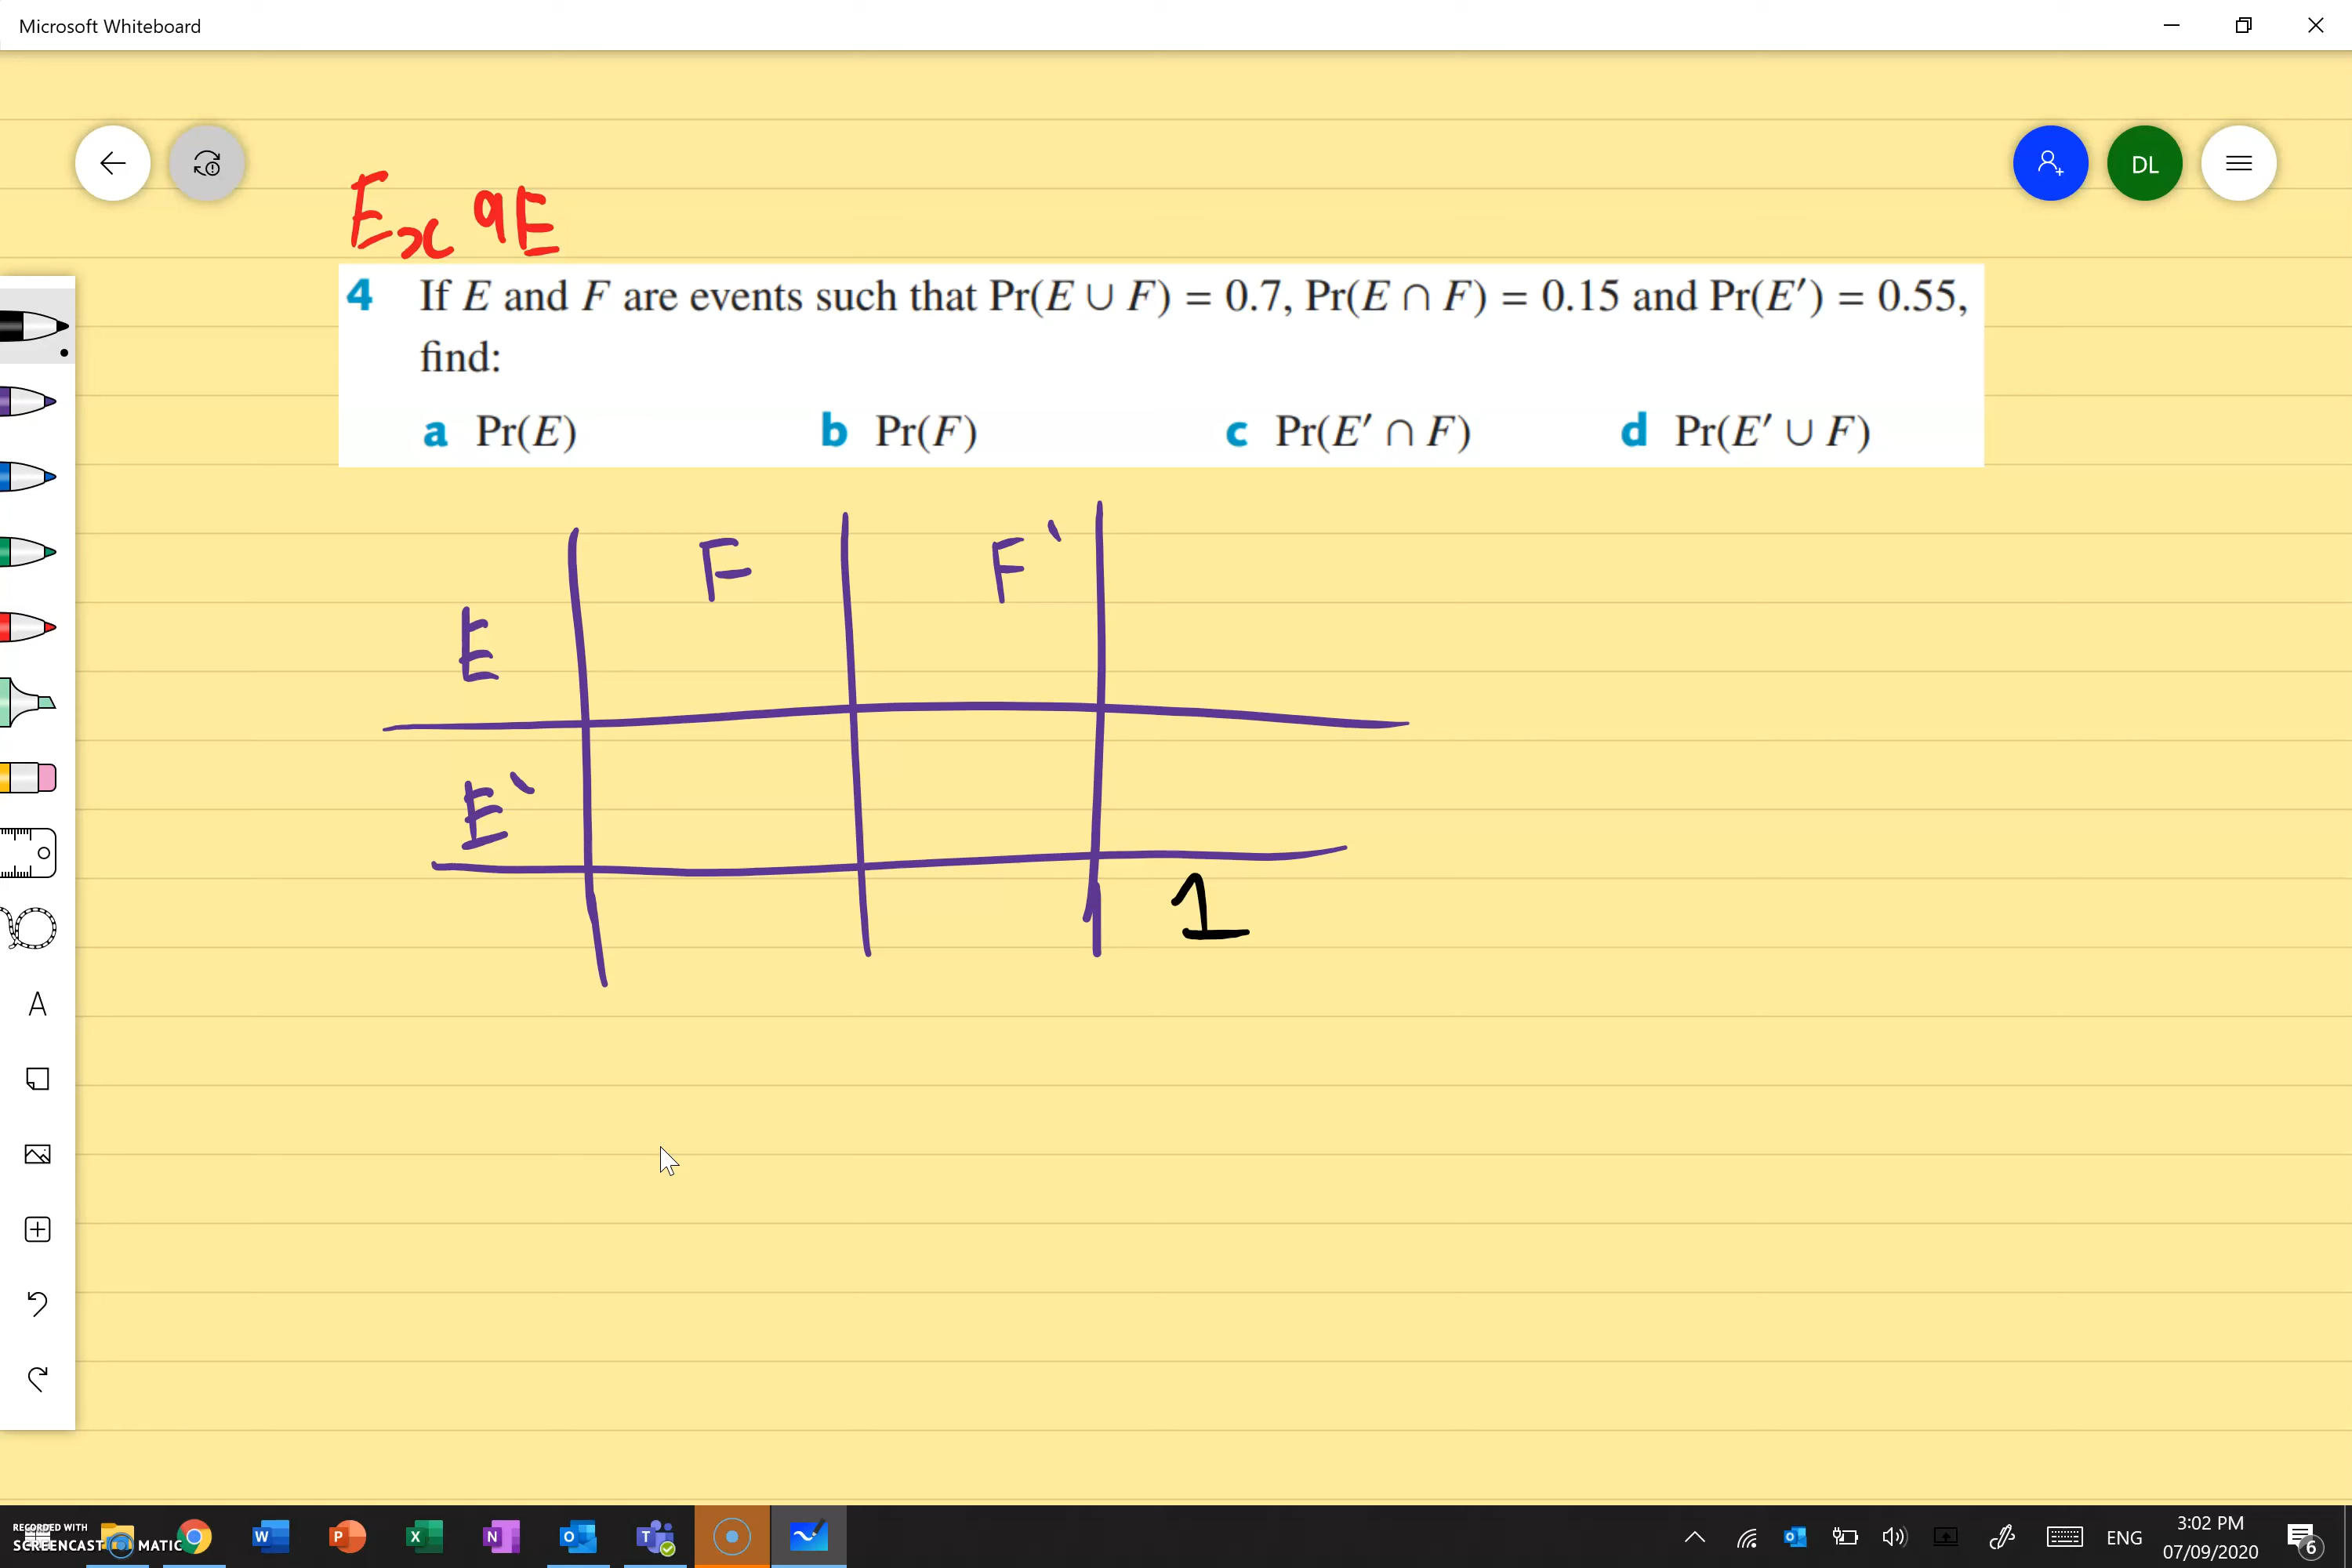 Microsoft Whiteboard
DL
Ex 9E
4 If E and F are events such that Pr(E ∪ F) = 0.7, Pr(E ∩ F) = 0.15 and Pr(E′) = 0.55,
find:
a Pr(E) b Pr(F) c Pr(E′ ∩ F) d Pr(E′ ∪ F)
F F'
E
E'
1
A
RECORDED WITH
SCREENCAST MATIC
ENG
3:02 PM
07/09/2020
6